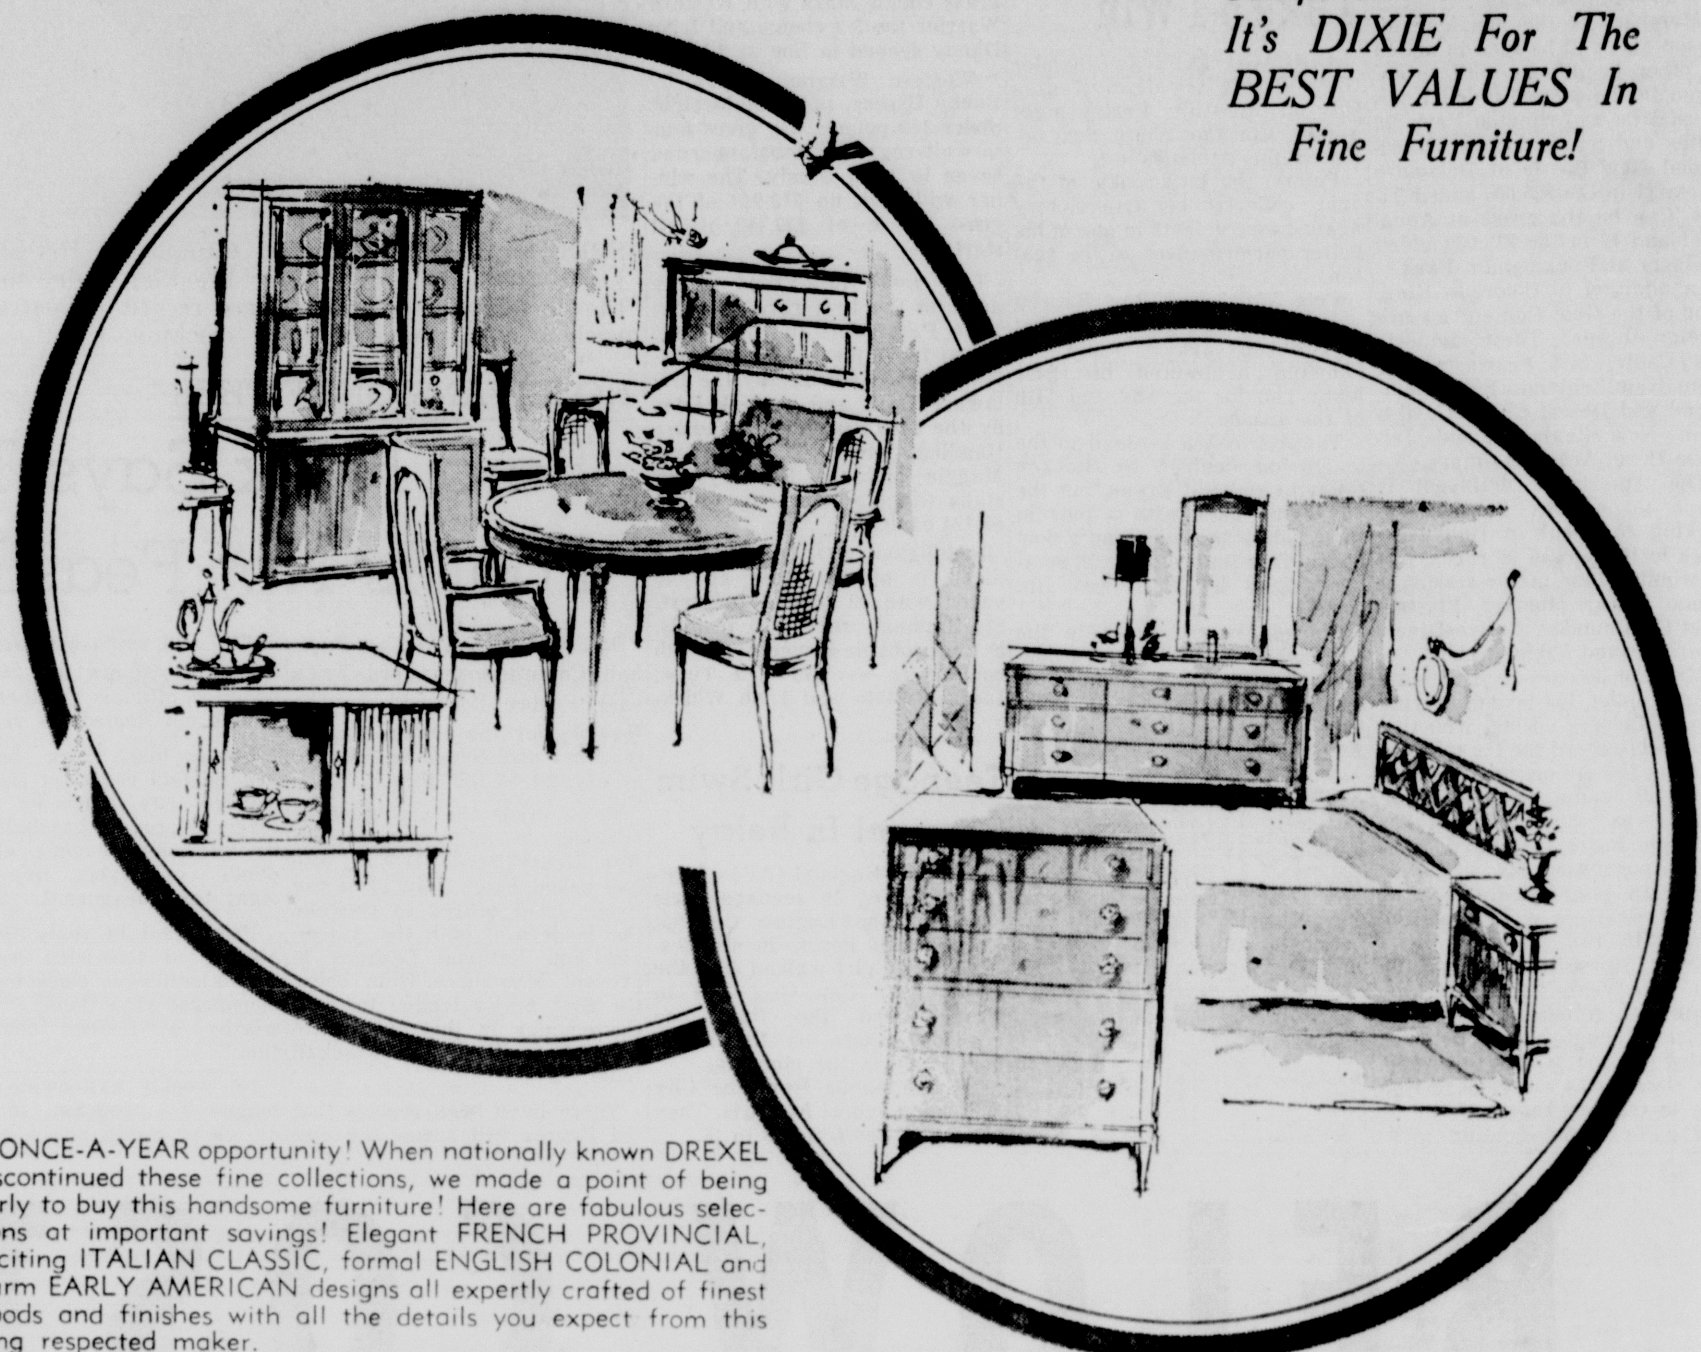 It's DIXIE For The
BEST VALUES In
Fine Furniture!
ONCE-A-YEAR opportunity! When nationally known DREXEL
scontinued these fine collections, we made a point of being
rly to buy this handsome furniture! Here are fabulous selec-
ns at important savings! Elegant FRENCH PROVINCIAL,
citing ITALIAN CLASSIC, formal ENGLISH COLONIAL and
rm EARLY AMERICAN designs all expertly crafted of finest
ods and finishes with all the details you expect from this
ng respected maker.